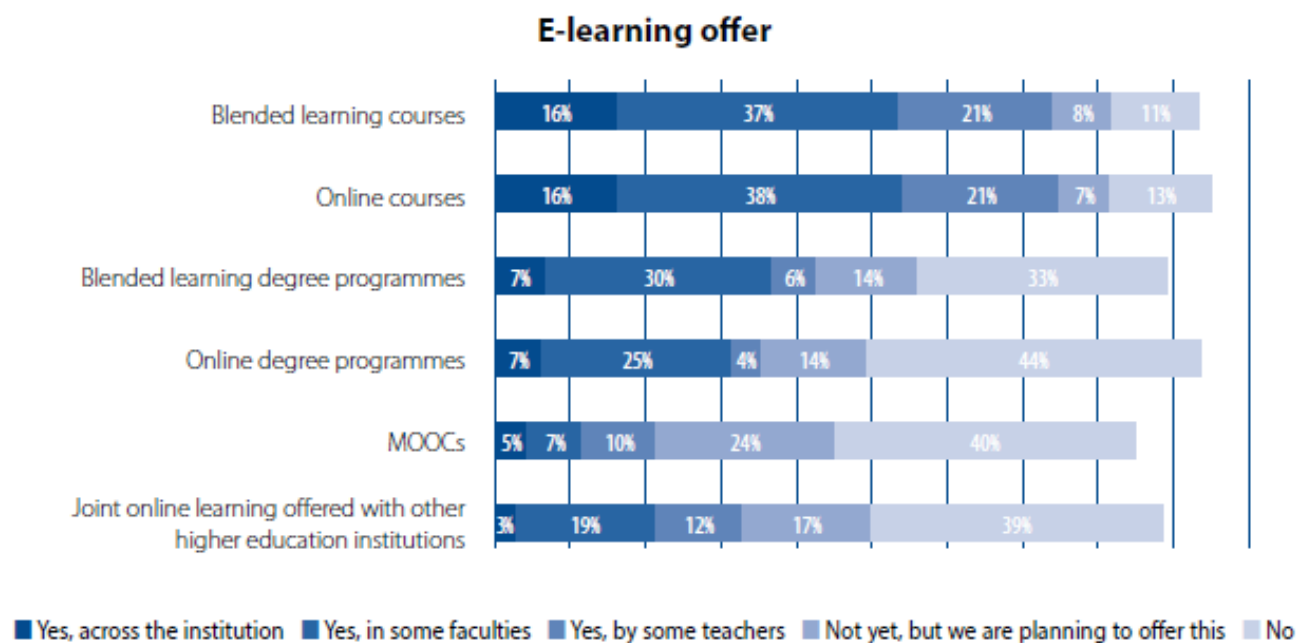 E-learning offer
Blended learning courses
16% 37% 21% 8% 11%
Online courses
16% 38% 21% 7% 13%
Blended learning degree programmes
7% 30% 6% 14% 33%
Online degree programmes
7% 25% 4% 14% 44%
MOOCs
5% 7% 10% 24% 40%
Joint online learning offered with other
higher education institutions
3% 19% 12% 17% 39%
Yes, across the institution Yes, in some faculties Yes, by some teachers Not yet, but we are planning to offer this No